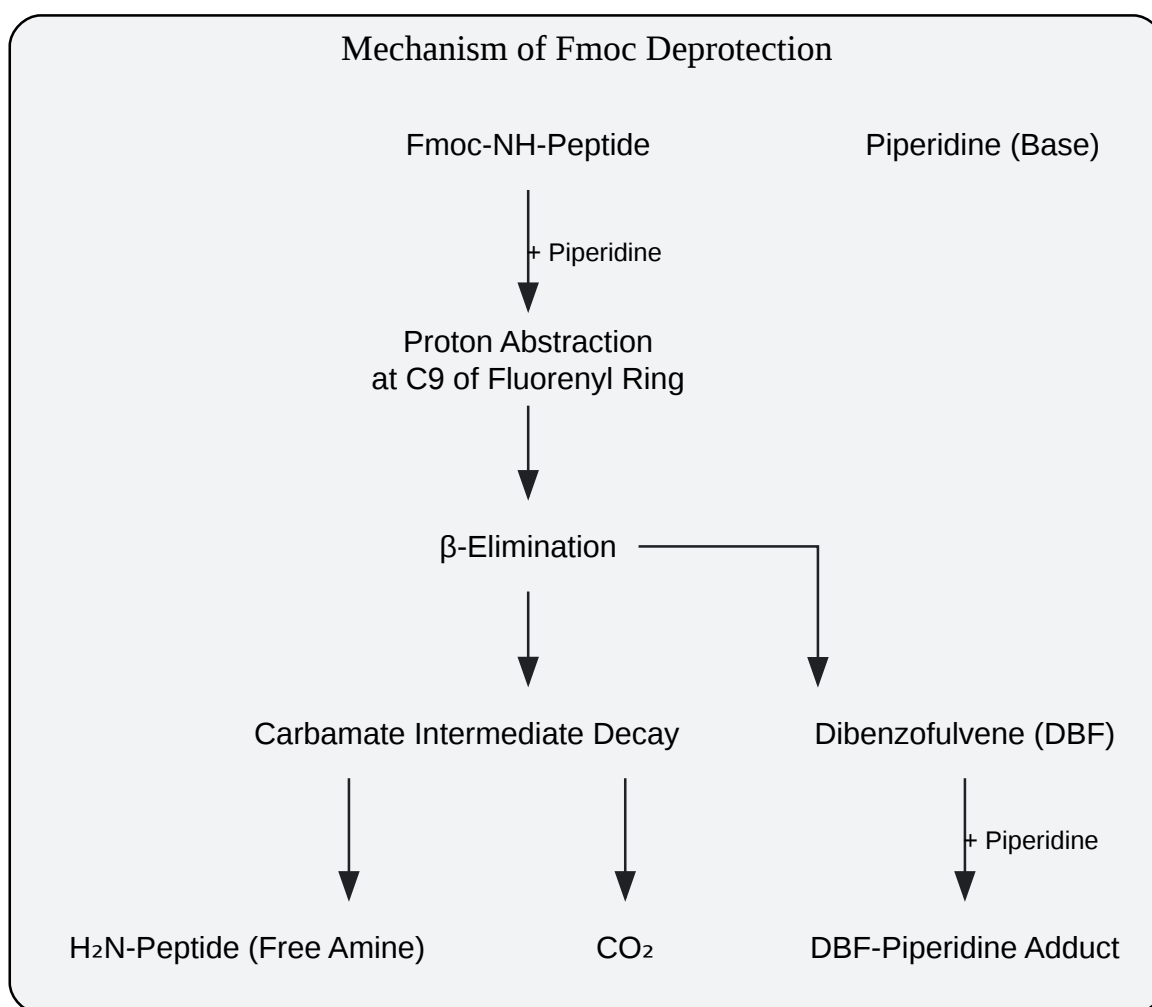 Mechanism of Fmoc Deprotection
Fmoc-NH-Peptide
Piperidine (Base)
+ Piperidine
Proton Abstraction
at C9 of Fluorenyl Ring
β-Elimination
Carbamate Intermediate Decay
Dibenzofulvene (DBF)
+ Piperidine
H₂N-Peptide (Free Amine)
CO₂
DBF-Piperidine Adduct